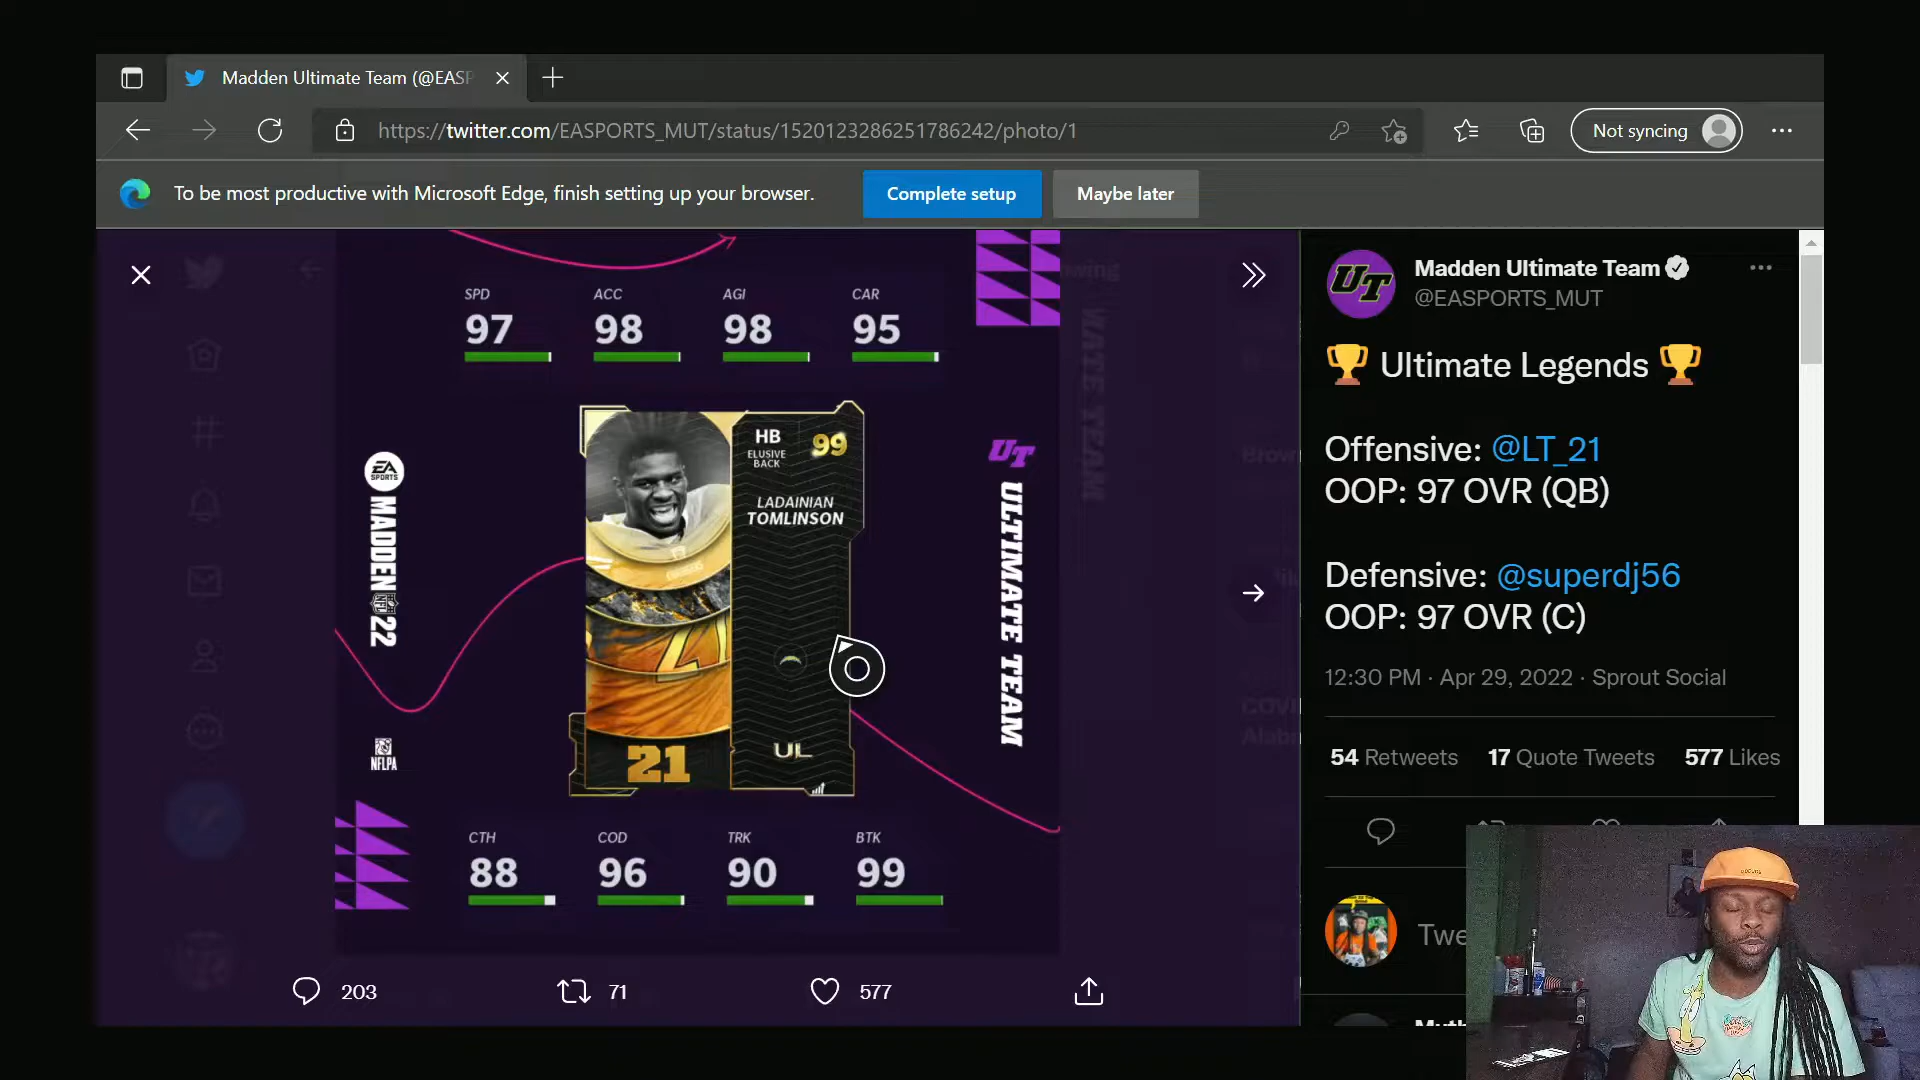 Madden Ultimate Team (@EASP
https://twitter.com/EASPORTS_MUT/status/1520123286251786242/photo/1
Not syncing
To be most productive with Microsoft Edge, finish setting up your browser.
Complete setup
Maybe later
SPD
97
ACC
98
AGI
98
CAR
95
HB
ELUSIVE
BACK
99
LADAINIAN
TOMLINSON
21
UL
EA
SPORTS
MADDEN NFL 22
NFLPA
UT
ULTIMATE TEAM
CTH
88
COD
96
TRK
90
BTK
99
203
71
577
UT
Madden Ultimate Team
@EASPORTS_MUT
🏆 Ultimate Legends 🏆
Offensive: @LT_21
OOP: 97 OVR (QB)
Defensive: @superdj56
OOP: 97 OVR (C)
12:30 PM · Apr 29, 2022 · Sprout Social
54 Retweets 17 Quote Tweets 577 Likes
Twe